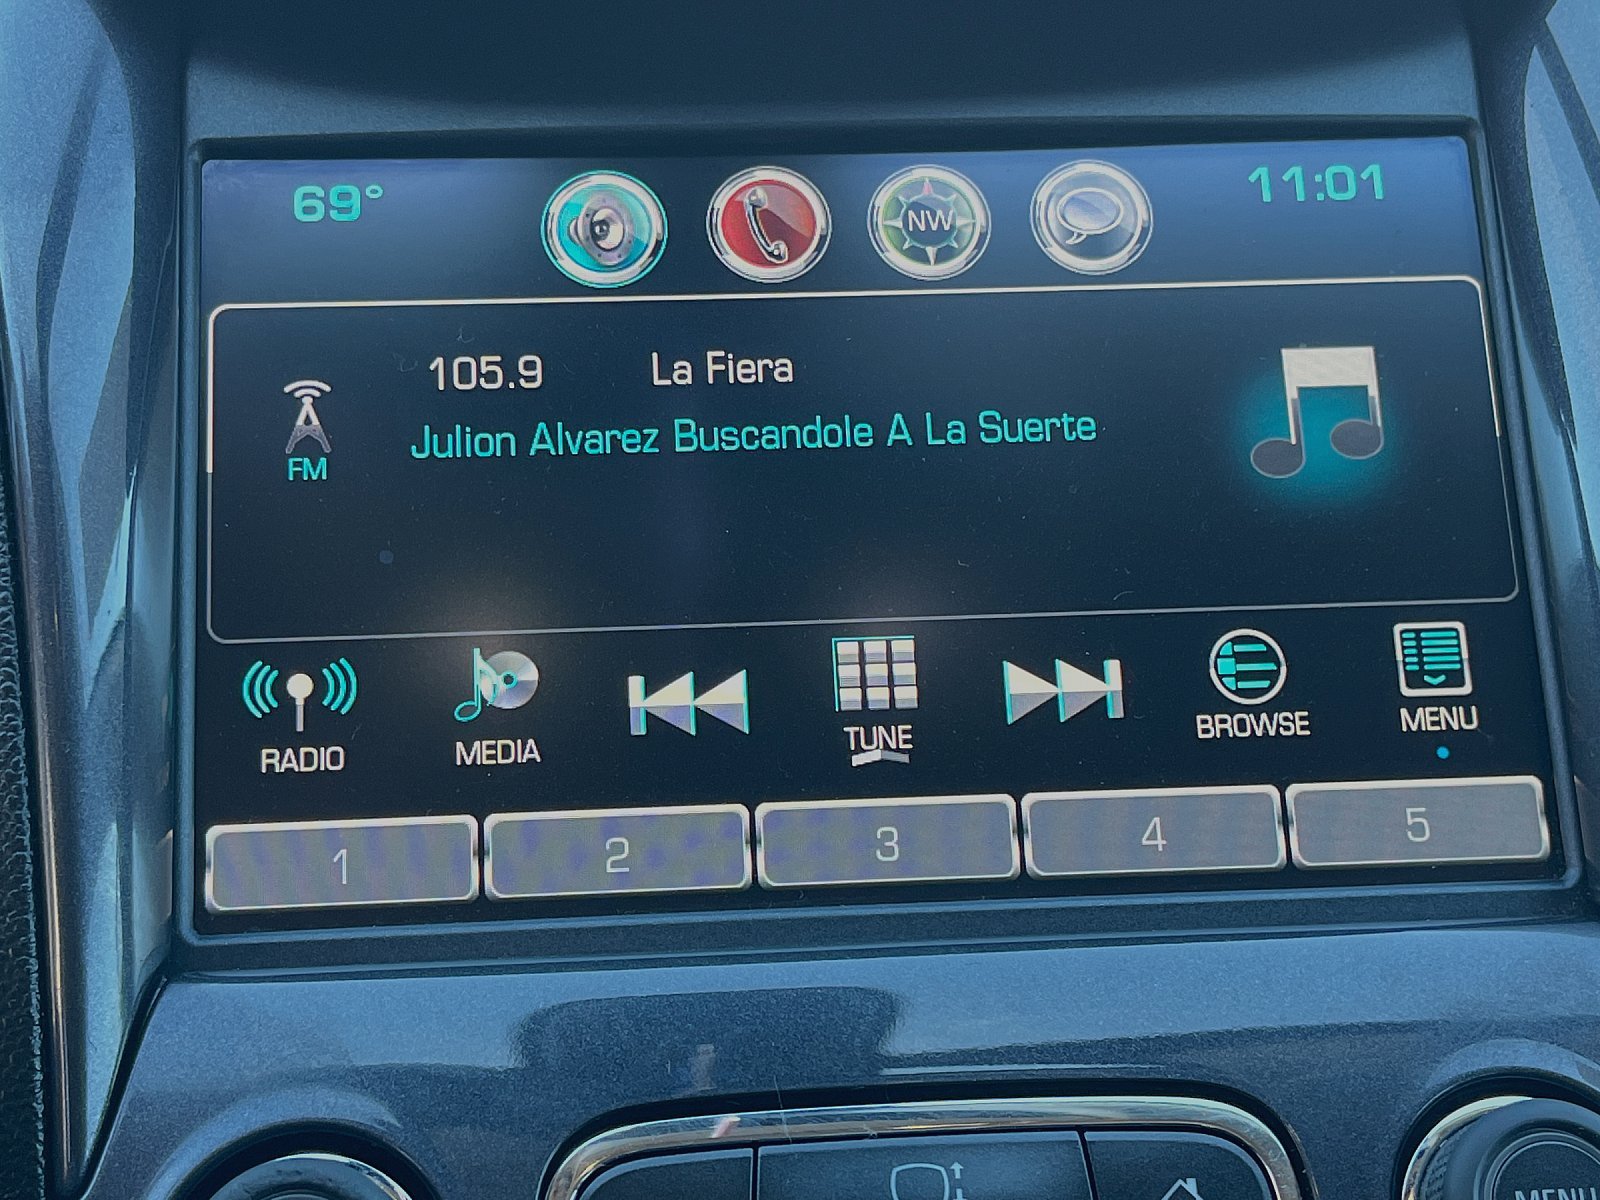 69° NW 11:01
105.9 La Fiera
Julion Alvarez Buscandole A La Suerte
FM
RADIO MEDIA TUNE BROWSE MENU
1 2 3 4 5
MENU